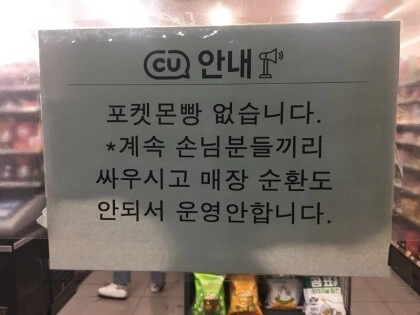 CU 안내
포켓몬빵 없습니다.
*계속 손님분들끼리
싸우시고 매장 순환도
안되서 운영안합니다.